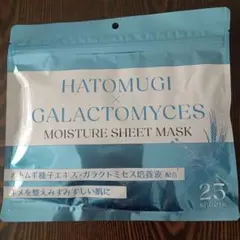 HATOMUGI
×
GALACTOMYCES
MOISTURE SHEET MASK
ハトムギ種子エキス・ガラクトミセス培養液 配合
キメを整えみずみずしい肌に
25